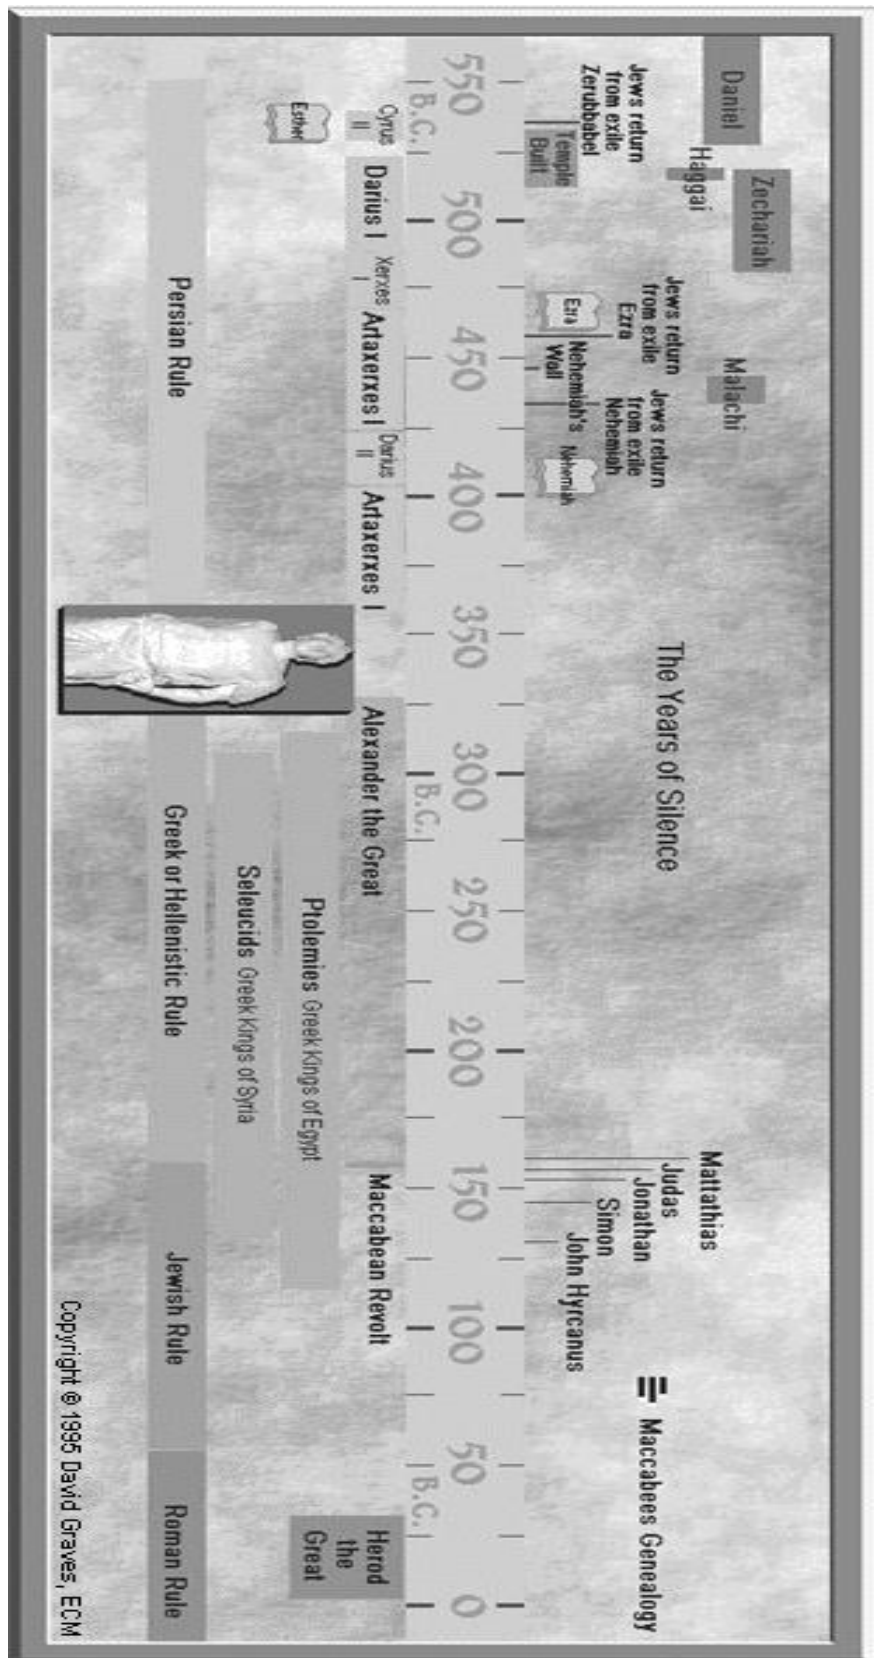 Daniel
Haggai
Zechariah
Jews return
from exile
Zerubbabel
Temple
Built
Jews return
from exile
Ezra
Ezra
Malachi
Nehemiah's
Wall
Jews return
from exile
Nehemiah
Nehemiah
The Years of Silence
Mattathias
Judas
Jonathan
Simon
John Hyrcanus
Maccabees Genealogy
550
B.C.
500
450
400
350
300
B.C.
250
200
150
100
50
B.C.
0
Cyrus
II
Darius I
Xerxes
I
Artaxerxes I
Darius
II
Artaxerxes I
Alexander the Great
Maccabean Revolt
Herod
the
Great
Esther
Ptolemies Greek Kings of Egypt
Seleucids Greek Kings of Syria
Persian Rule
Greek or Hellenistic Rule
Jewish Rule
Roman Rule
Copyright © 1995 David Graves, ECM